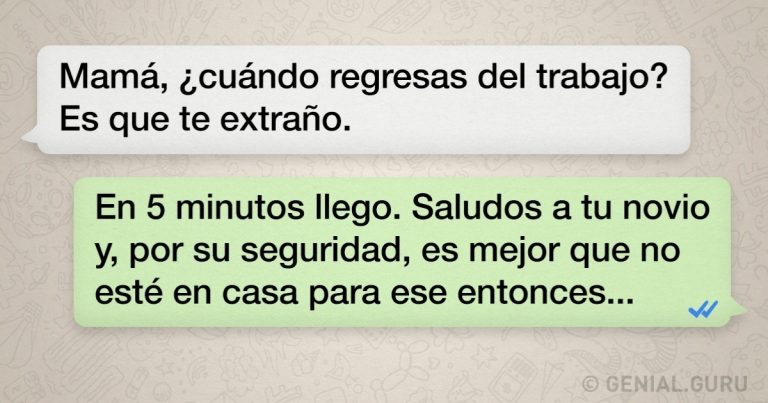 Mamá, ¿cuándo regresas del trabajo?
Es que te extraño.
En 5 minutos llego. Saludos a tu novio
y, por su seguridad, es mejor que no
esté en casa para ese entonces...
© GENIAL.GURU